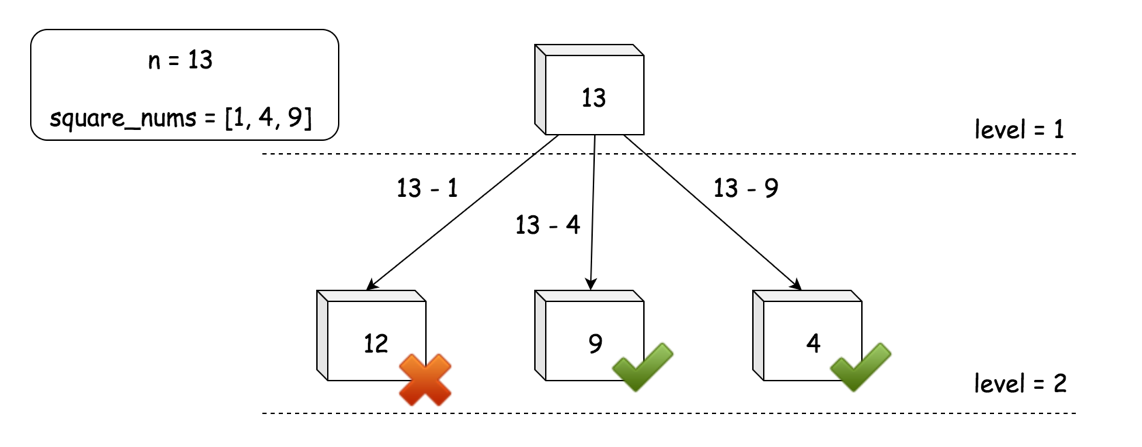 n = 13
square_nums = [1, 4, 9]
13
level = 1
13 - 1
13 - 9
13 - 4
12
9
4
level = 2